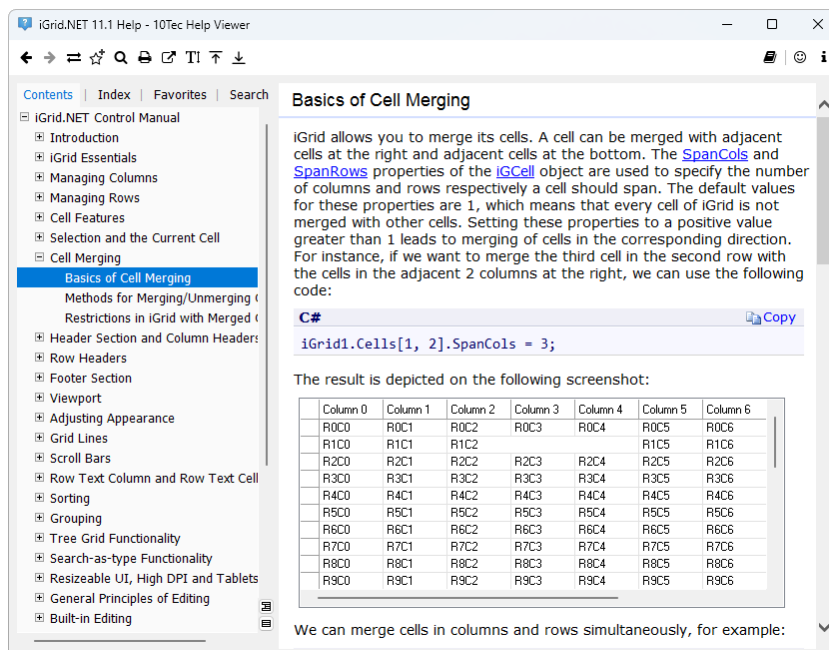 iGrid.NET 11.1 Help - 10Tec Help Viewer
Contents | Index | Favorites | Search
iGrid.NET Control Manual
Introduction
iGrid Essentials
Managing Columns
Managing Rows
Cell Features
Selection and the Current Cell
Cell Merging
Basics of Cell Merging
Methods for Merging/Unmerging
Restrictions in iGrid with Merged
Header Section and Column Headers
Row Headers
Footer Section
Viewport
Adjusting Appearance
Grid Lines
Scroll Bars
Row Text Column and Row Text Cell
Sorting
Grouping
Tree Grid Functionality
Search-as-type Functionality
Resizeable UI, High DPI and Tablets
General Principles of Editing
Built-in Editing
Basics of Cell Merging
iGrid allows you to merge its cells. A cell can be merged with adjacent
cells at the right and adjacent cells at the bottom. The SpanCols and
SpanRows properties of the iGCell object are used to specify the number
of columns and rows respectively a cell should span. The default values
for these properties are 1, which means that every cell of iGrid is not
merged with other cells. Setting these properties to a positive value
greater than 1 leads to merging of cells in the corresponding direction.
For instance, if we want to merge the third cell in the second row with
the cells in the adjacent 2 columns at the right, we can use the following
code:
C# Copy
iGrid1.Cells[1, 2].SpanCols = 3;
The result is depicted on the following screenshot:
Column 0 Column 1 Column 2 Column 3 Column 4 Column 5 Column 6
R0C0 R0C1 R0C2 R0C3 R0C4 R0C5 R0C6
R1C0 R1C1 R1C2 R1C5 R1C6
R2C0 R2C1 R2C2 R2C3 R2C4 R2C5 R2C6
R3C0 R3C1 R3C2 R3C3 R3C4 R3C5 R3C6
R4C0 R4C1 R4C2 R4C3 R4C4 R4C5 R4C6
R5C0 R5C1 R5C2 R5C3 R5C4 R5C5 R5C6
R6C0 R6C1 R6C2 R6C3 R6C4 R6C5 R6C6
R7C0 R7C1 R7C2 R7C3 R7C4 R7C5 R7C6
R8C0 R8C1 R8C2 R8C3 R8C4 R8C5 R8C6
R9C0 R9C1 R9C2 R9C3 R9C4 R9C5 R9C6
We can merge cells in columns and rows simultaneously, for example: